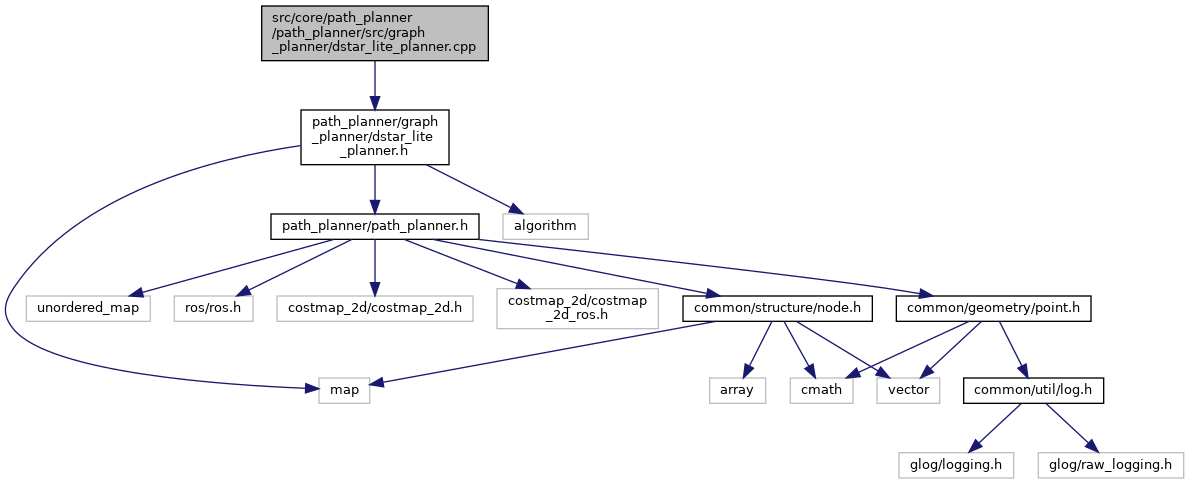 src/core/path_planner
/path_planner/src/graph
_planner/dstar_lite_planner.cpp
path_planner/graph
_planner/dstar_lite
_planner.h
path_planner/path_planner.h
algorithm
unordered_map
ros/ros.h
costmap_2d/costmap_2d.h
costmap_2d/costmap
_2d_ros.h
common/structure/node.h
common/geometry/point.h
map
array
cmath
vector
common/util/log.h
glog/logging.h
glog/raw_logging.h